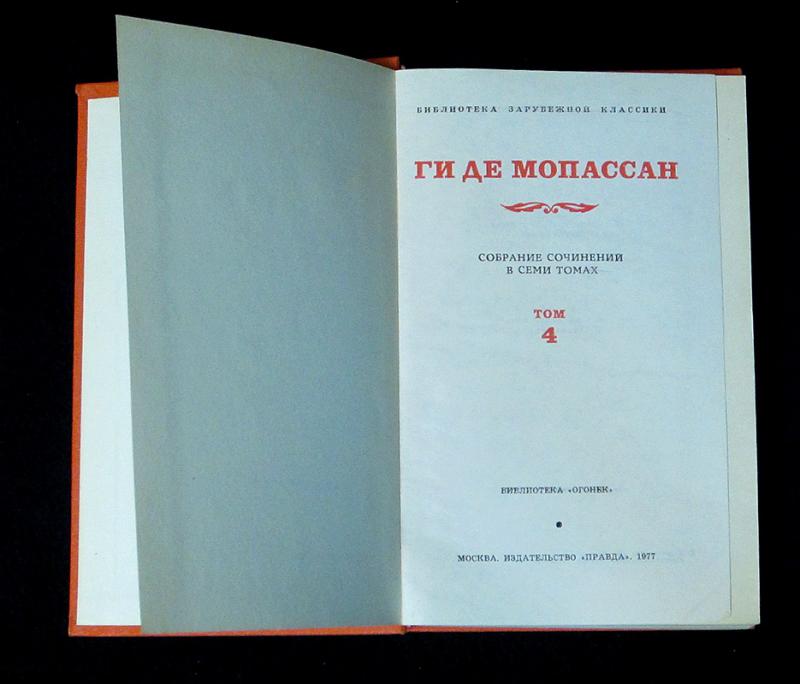 БИБЛИОТЕКА ЗАРУБЕЖНОЙ КЛАССИКИ
ГИ ДЕ МОПАССАН
СОБРАНИЕ СОЧИНЕНИЙ
В СЕМИ ТОМАХ
ТОМ
4
БИБЛИОТЕКА «ОГОНЕК»
МОСКВА. ИЗДАТЕЛЬСТВО «ПРАВДА». 1977